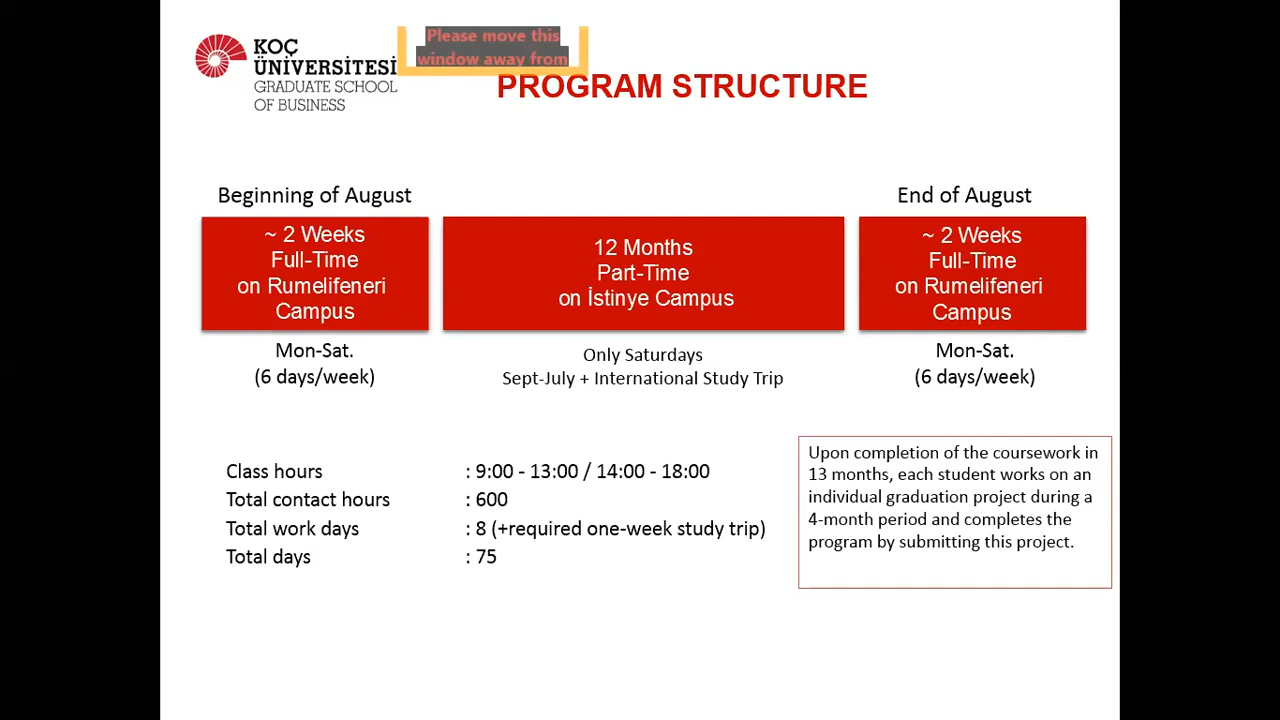 KOÇ
ÜNİVERSİTESİ
GRADUATE SCHOOL
OF BUSINESS
Please move this
window away from
PROGRAM STRUCTURE
Beginning of August
~ 2 Weeks
Full-Time
on Rumelifeneri
Campus
Mon-Sat.
(6 days/week)
12 Months
Part-Time
on İstinye Campus
Only Saturdays
Sept-July + International Study Trip
End of August
~ 2 Weeks
Full-Time
on Rumelifeneri
Campus
Mon-Sat.
(6 days/week)
Class hours : 9:00 - 13:00 / 14:00 - 18:00
Total contact hours : 600
Total work days : 8 (+required one-week study trip)
Total days : 75
Upon completion of the coursework in
13 months, each student works on an
individual graduation project during a
4-month period and completes the
program by submitting this project.